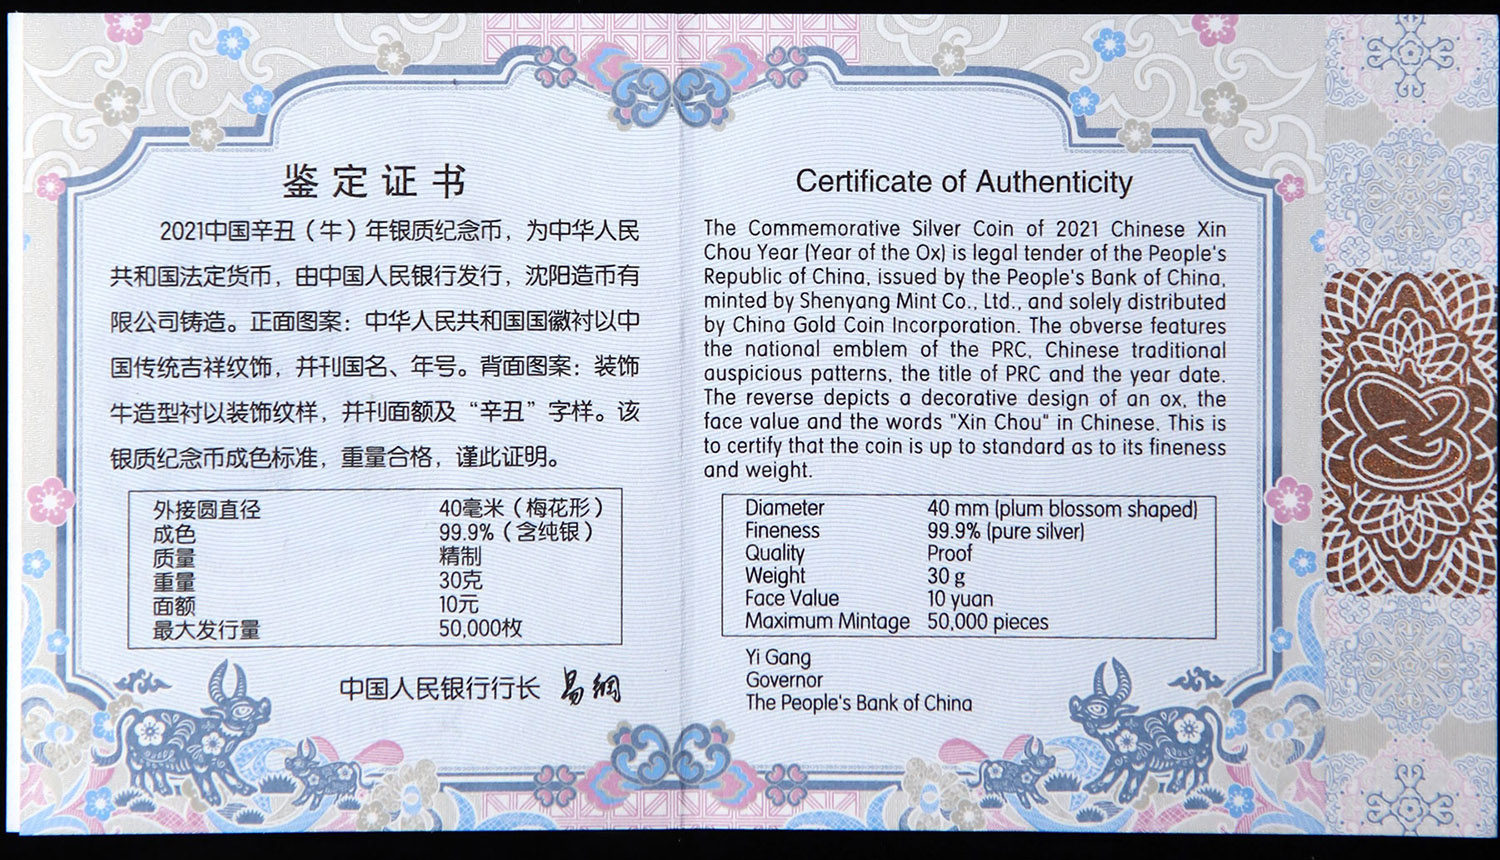 鉴定证书
2021中国辛丑（牛）年银质纪念币，为中华人民
共和国法定货币，由中国人民银行发行，沈阳造币有
限公司铸造。正面图案：中华人民共和国国徽衬以中
国传统吉祥纹饰，并刊国名、年号。背面图案：装饰
牛造型衬以装饰纹样，并刊面额及“辛丑”字样。该
银质纪念币成色标准，重量合格，谨此证明。
外接圆直径 40毫米（梅花形）
成色 99.9%（含纯银）
质量 精制
重量 30克
面额 10元
最大发行量 50,000枚
中国人民银行行长 易纲
Certificate of Authenticity
The Commemorative Silver Coin of 2021 Chinese Xin
Chou Year (Year of the Ox) is legal tender of the People's
Republic of China, issued by the People's Bank of China,
minted by Shenyang Mint Co., Ltd., and solely distributed
by China Gold Coin Incorporation. The obverse features
the national emblem of the PRC, Chinese traditional
auspicious patterns, the title of PRC and the year date.
The reverse depicts a decorative design of an ox, the
face value and the words "Xin Chou" in Chinese. This is
to certify that the coin is up to standard as to its fineness
and weight.
Diameter 40 mm (plum blossom shaped)
Fineness 99.9% (pure silver)
Quality Proof
Weight 30 g
Face Value 10 yuan
Maximum Mintage 50,000 pieces
Yi Gang
Governor
The People's Bank of China